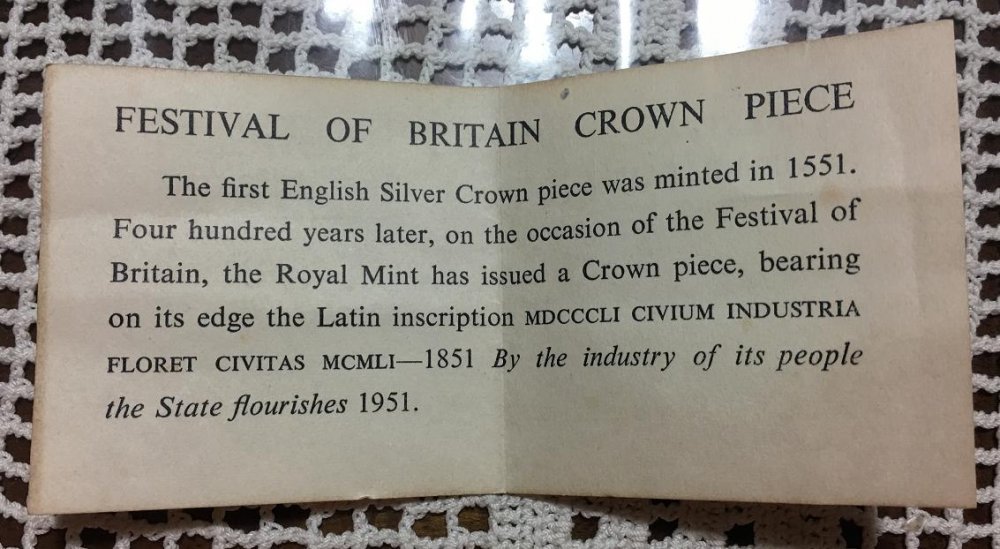 FESTIVAL OF BRITAIN CROWN PIECE
The first English Silver Crown piece was minted in 1551.
Four hundred years later, on the occasion of the Festival of
Britain, the Royal Mint has issued a Crown piece, bearing
on its edge the Latin inscription MDCCCLI CIVIUM INDUSTRIA
FLORET CIVITAS MCMLI—1851 By the industry of its people
the State flourishes 1951.